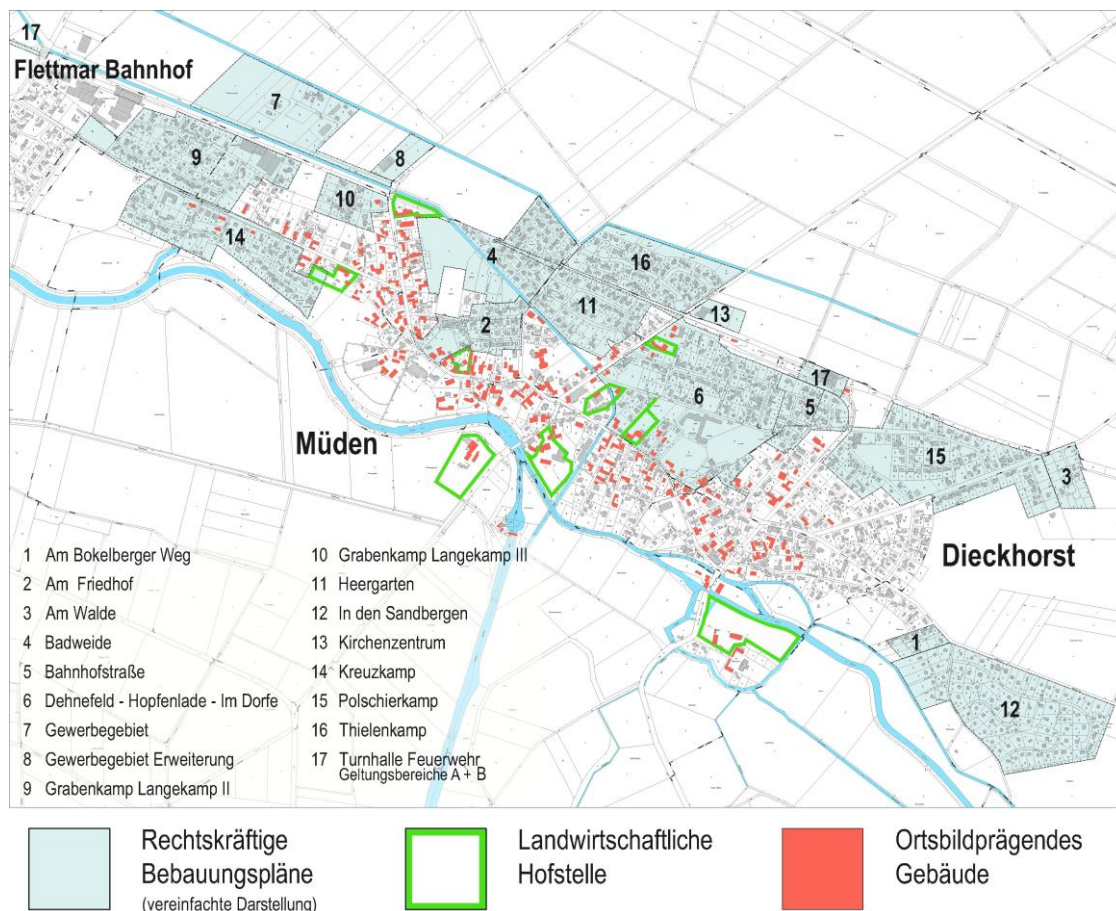 17
Flettmar Bahnhof
7
8
9
10
14
4
16
11
13
2
6
17
5
15
3
Müden
Dieckhorst
1
12
1 Am Bokelberger Weg
2 Am Friedhof
3 Am Walde
4 Badweide
5 Bahnhofstraße
6 Dehnefeld - Hopfenlade - Im Dorfe
7 Gewerbegebiet
8 Gewerbegebiet Erweiterung
9 Grabenkamp Langekamp II
10 Grabenkamp Langekamp III
11 Heergarten
12 In den Sandbergen
13 Kirchenzentrum
14 Kreuzkamp
15 Polschierkamp
16 Thielenkamp
17 Turnhalle Feuerwehr
Geltungsbereiche A + B
Rechtskräftige
Bebauungspläne
(vereinfachte Darstellung)
Landwirtschaftliche
Hofstelle
Ortsbildprägendes
Gebäude